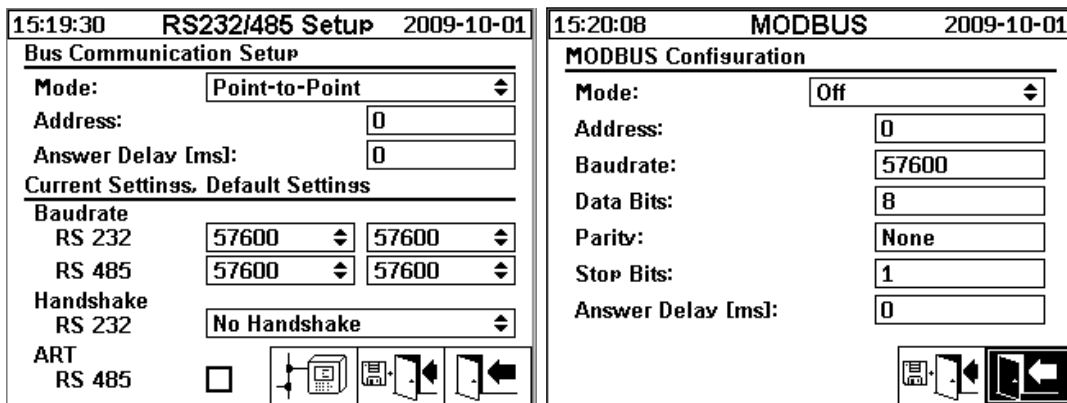 15:19:30 RS232/485 Setup 2009-10-01
Bus Communication Setup
Mode: Point-to-Point
Address: 0
Answer Delay [ms]: 0
Current Settings, Default Settings
Baudrate
RS 232 57600 57600
RS 485 57600 57600
Handshake
RS 232 No Handshake
ART
RS 485
15:20:08 MODBUS 2009-10-01
MODBUS Configuration
Mode: Off
Address: 0
Baudrate: 57600
Data Bits: 8
Parity: None
Stop Bits: 1
Answer Delay [ms]: 0